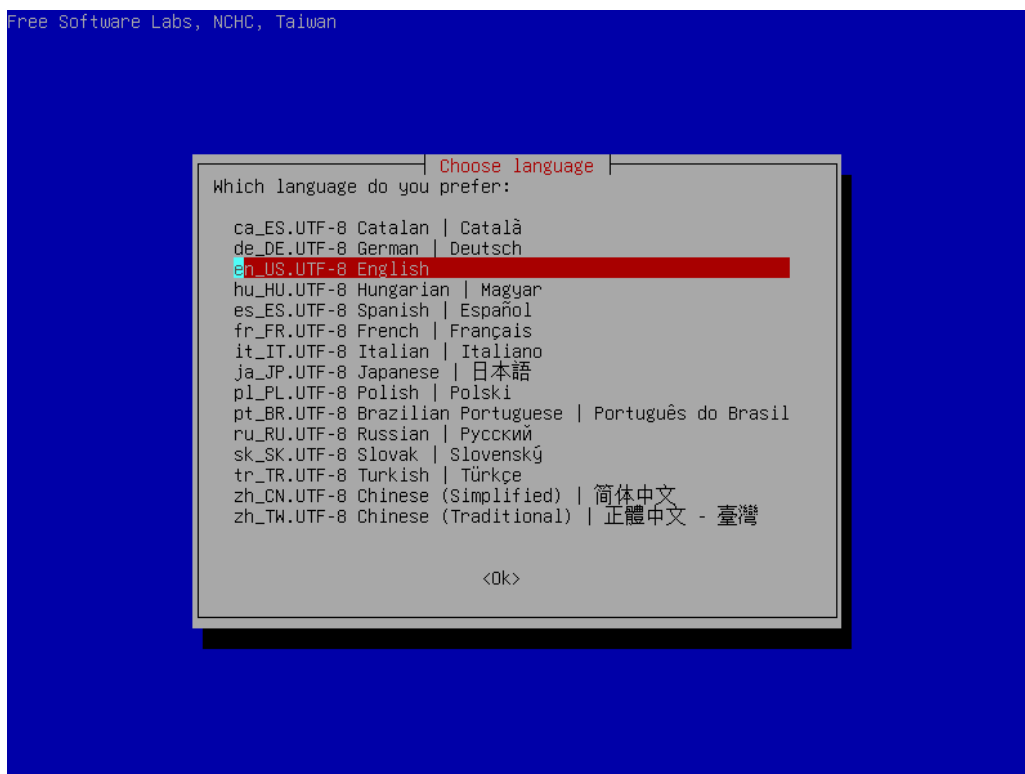 Free Software Labs, NCHC, Taiwan
Choose language
Which language do you prefer:
ca_ES.UTF-8 Catalan | Català
de_DE.UTF-8 German | Deutsch
en_US.UTF-8 English
hu_HU.UTF-8 Hungarian | Magyar
es_ES.UTF-8 Spanish | Español
fr_FR.UTF-8 French | Français
it_IT.UTF-8 Italian | Italiano
ja_JP.UTF-8 Japanese | 日本語
pl_PL.UTF-8 Polish | Polski
pt_BR.UTF-8 Brazilian Portuguese | Português do Brasil
ru_RU.UTF-8 Russian | Русский
sk_SK.UTF-8 Slovak | Slovenský
tr_TR.UTF-8 Turkish | Türkçe
zh_CN.UTF-8 Chinese (Simplified) | 简体中文
zh_TW.UTF-8 Chinese (Traditional) | 正體中文 - 臺灣
<Ok>